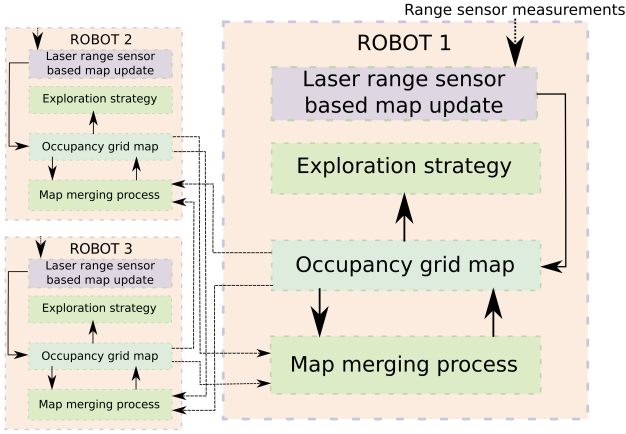 Range sensor measurements
ROBOT 1
Laser range sensor
based map update
Exploration strategy
Occupancy grid map
Map merging process
ROBOT 2
Laser range sensor
based map update
Exploration strategy
Occupancy grid map
Map merging process
ROBOT 3
Laser range sensor
based map update
Exploration strategy
Occupancy grid map
Map merging process